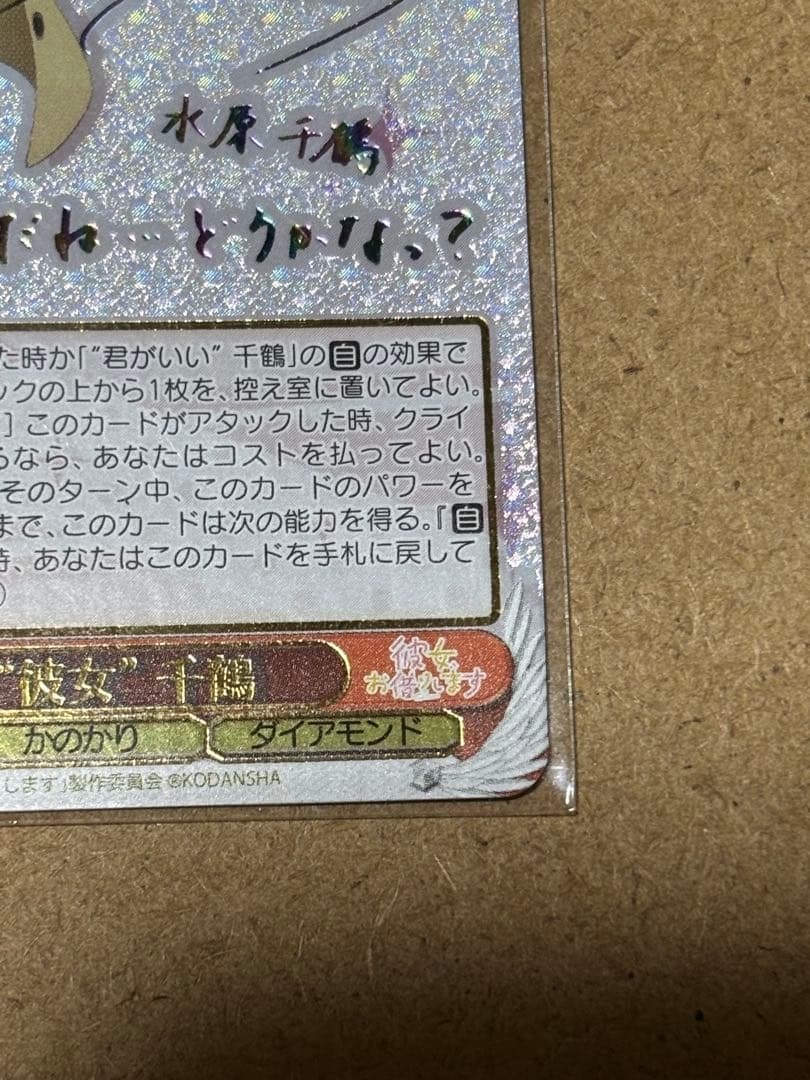 水原 千鶴
だね…どうかなっ?
た時か「“君がいい” 千鶴」の自の効果で
ックの上から1枚を、控え室に置いてよい。
］このカードがアタックした時、クライ
るなら、あなたはコストを払ってよい。
そのターン中、このカードのパワーを
まで、このカードは次の能力を得る。『自
時、あなたはこのカードを手札に戻して
）
“彼女” 千鶴
彼女、
お借りします
かのかり
ダイアモンド
します」製作委員会 ©KODANSHA